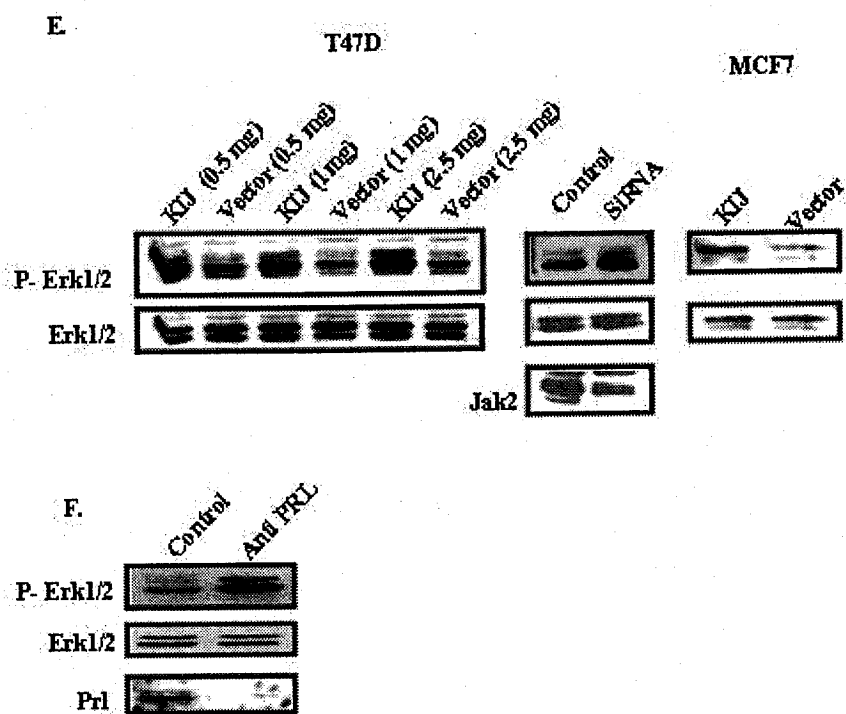 E.
T47D
MCF7
KIJ (0.5 mg)
Vector (0.5 mg)
KIJ (1mg)
Vector (1 mg)
KIJ (2.5 mg)
Vector (2.5 mg)
Control
SiRNA
KIJ
Vector
P- Erk1/2
Erk1/2
Jak2
F.
Control
Anti PRL
P- Erk1/2
Erk1/2
Prl